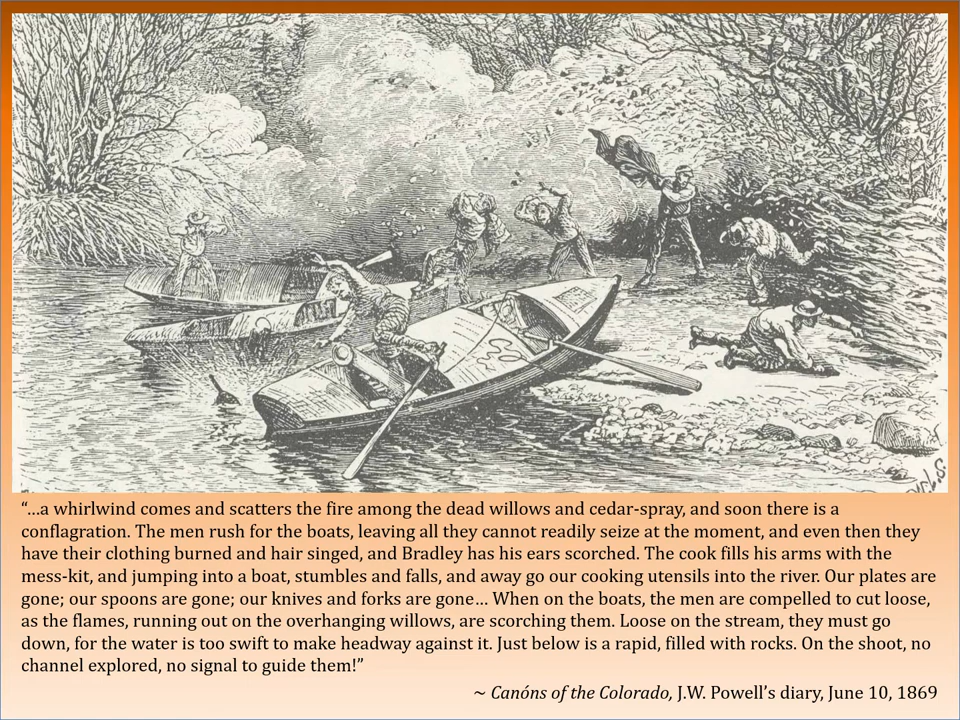 “...a whirlwind comes and scatters the fire among the dead willows and cedar-spray, and soon there is a
conflagration. The men rush for the boats, leaving all they cannot readily seize at the moment, and even then they
have their clothing burned and hair singed, and Bradley has his ears scorched. The cook fills his arms with the
mess-kit, and jumping into a boat, stumbles and falls, and away go our cooking utensils into the river. Our plates are
gone; our spoons are gone; our knives and forks are gone... When on the boats, the men are compelled to cut loose,
as the flames, running out on the overhanging willows, are scorching them. Loose on the stream, they must go
down, for the water is too swift to make headway against it. Just below is a rapid, filled with rocks. On the shoot, no
channel explored, no signal to guide them!”
~ Canóns of the Colorado, J.W. Powell’s diary, June 10, 1869